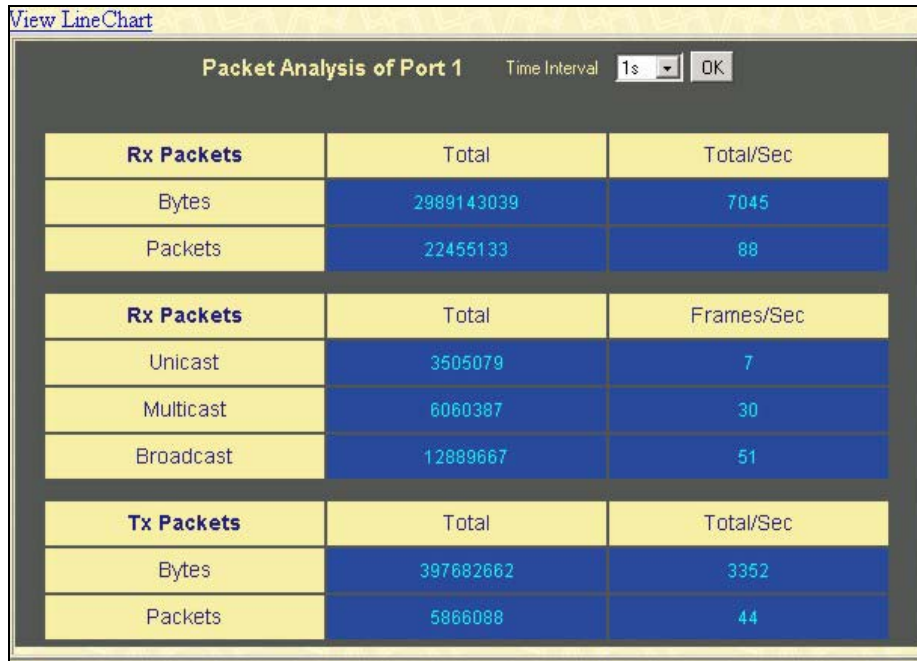 View LineChart
Packet Analysis of Port 1 Time Interval 1s OK
Rx Packets Total Total/Sec
Bytes 2989143039 7045
Packets 22455133 88
Rx Packets Total Frames/Sec
Unicast 3505079 7
Multicast 6060387 30
Broadcast 12889667 51
Tx Packets Total Total/Sec
Bytes 397682662 3352
Packets 5866088 44